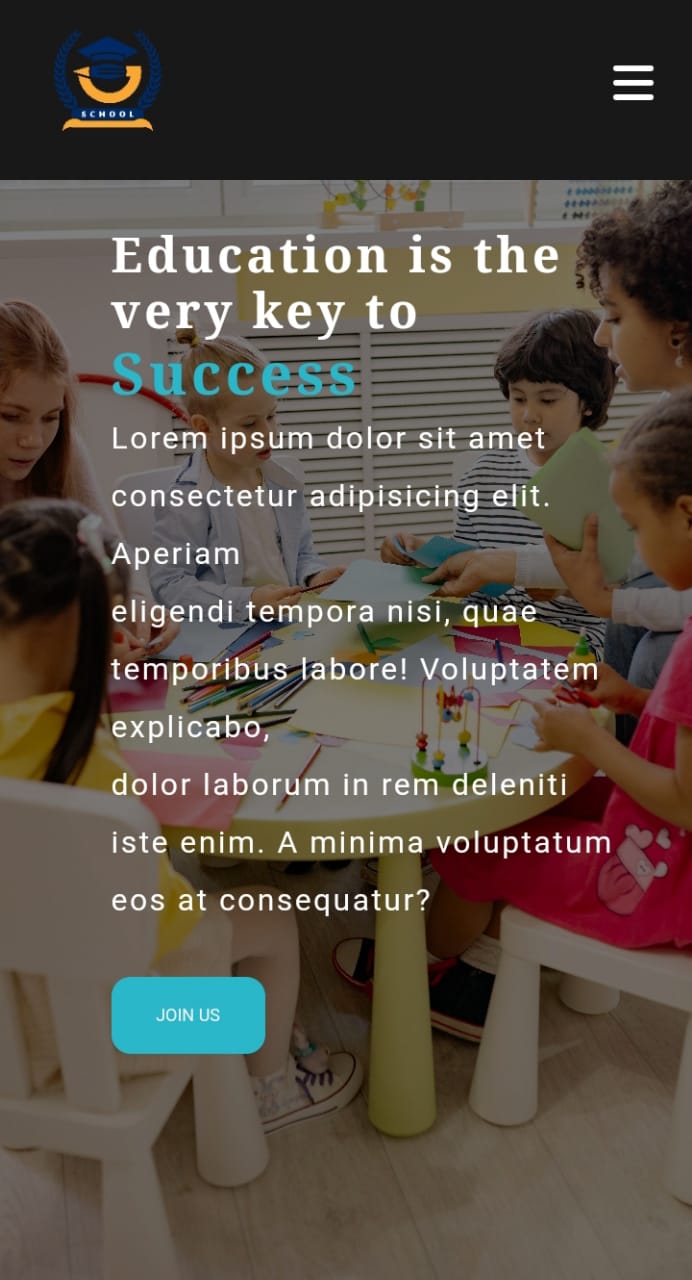 SCHOOL
Education is the
very key to
Success
Lorem ipsum dolor sit amet
consectetur adipisicing elit.
Aperiam
eligendi tempora nisi, quae
temporibus labore! Voluptatem
explicabo,
dolor laborum in rem deleniti
iste enim. A minima voluptatum
eos at consequatur?
JOIN US